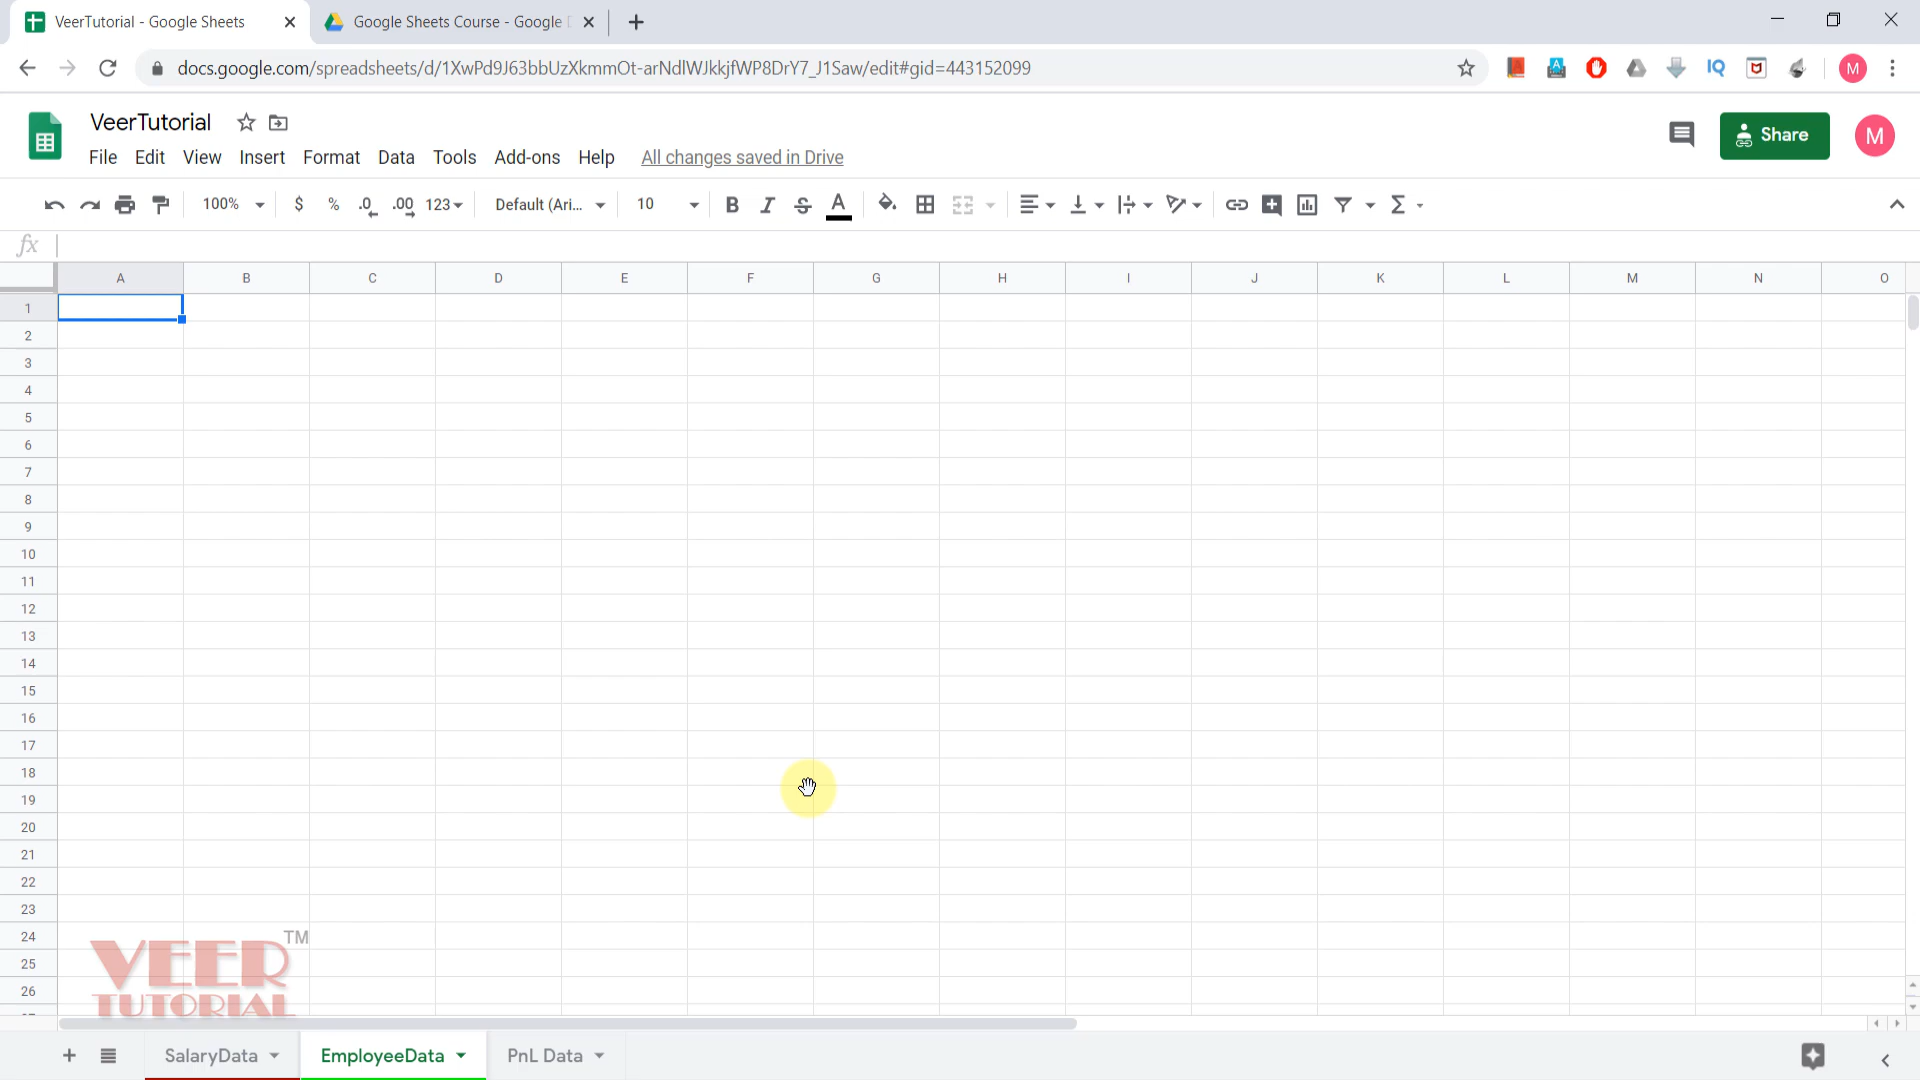 VeerTutorial - Google Sheets
Google Sheets Course - Google
docs.google.com/spreadsheets/d/1XwPd9J63bbUzXkmmOt-arNdlWJkkjfWP8DrY7_J1Saw/edit#gid=443152099
IQ
M
VeerTutorial
Share
M
File Edit View Insert Format Data Tools Add-ons Help All changes saved in Drive
100% $ % .0 .00 123 Default (Ari... 10 B I S A Σ
fx
A B C D E F G H I J K L M N O
1
2
3
4
5
6
7
8
9
10
11
12
13
14
15
16
17
18
19
20
21
22
23
24
25
26
VEER TM
TUTORIAL
SalaryData EmployeeData PnL Data